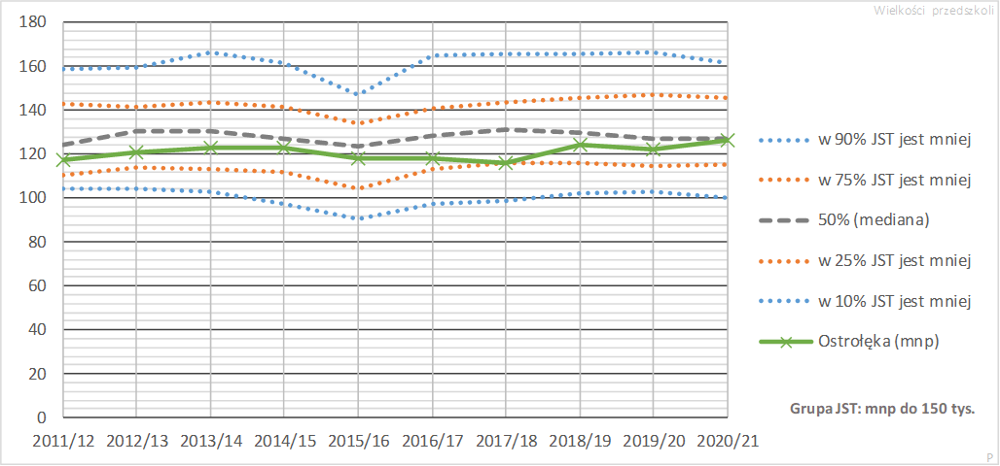 Wielkości przedszkoli
180
160
140
120
100
80
60
40
20
0
2011/12 2012/13 2013/14 2014/15 2015/16 2016/17 2017/18 2018/19 2019/20 2020/21
w 90% JST jest mniej
w 75% JST jest mniej
50% (mediana)
w 25% JST jest mniej
w 10% JST jest mniej
Ostrołęka (mnp)
Grupa JST: mnp do 150 tys.
P